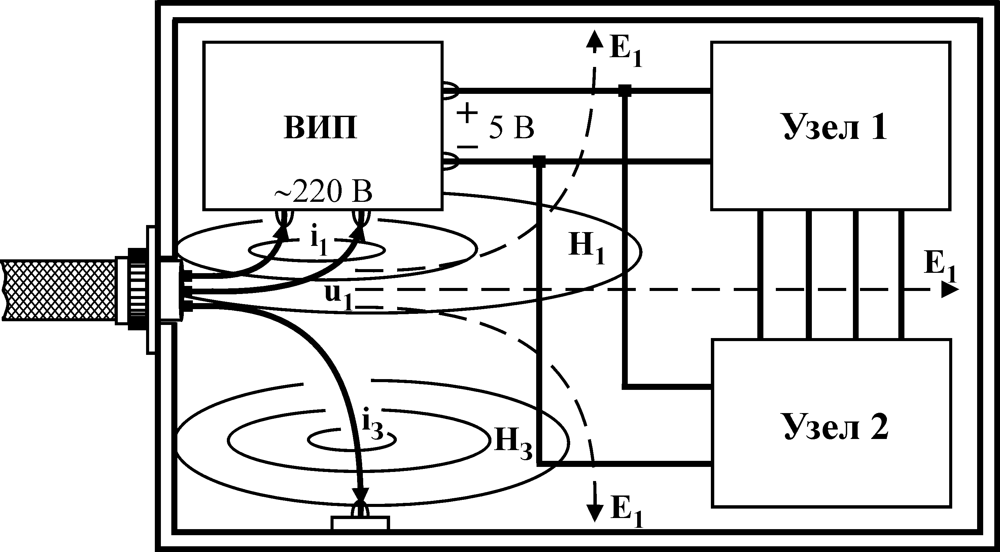 E1
ВИП
+
5 В
−
~220 В
Узел 1
i1
H1
E1
u1
i3
H3
Узел 2
E1